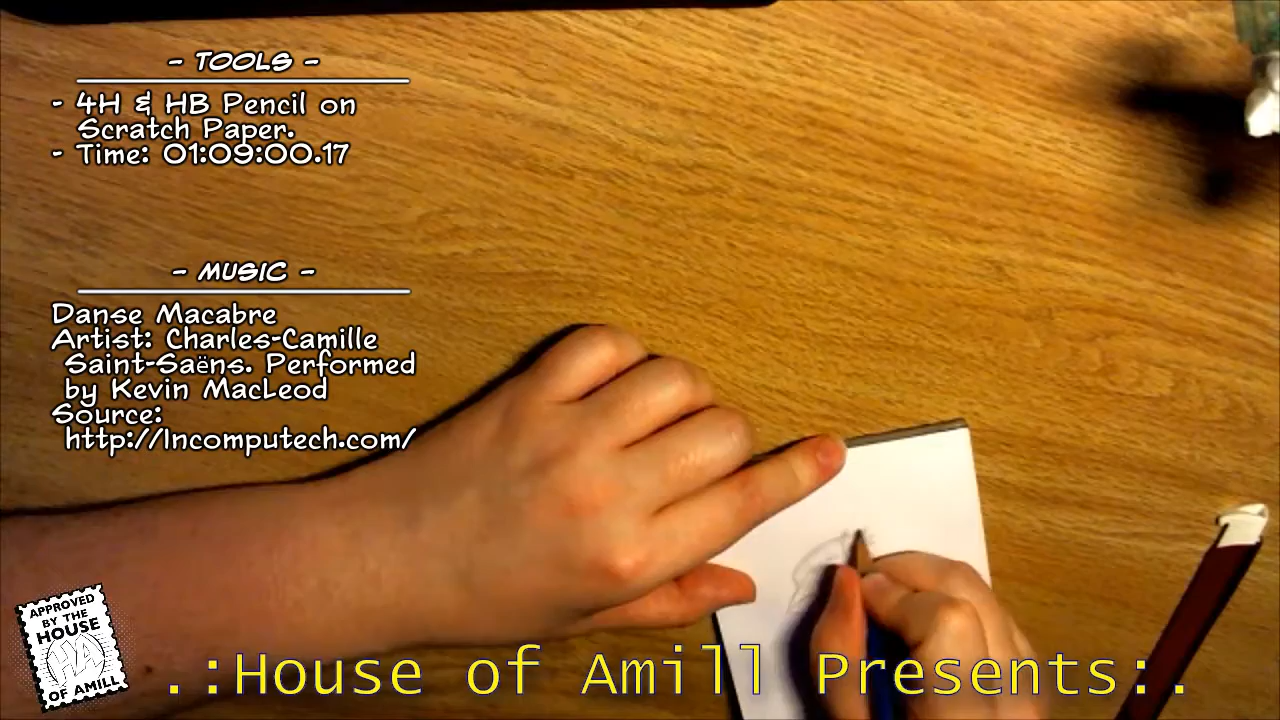 - TOOLS -
- 4H & HB Pencil on
Scratch Paper.
- Time: 01:09:00.17
- MUSIC -
Danse Macabre
Artist: Charles-Camille
Saint-Saëns. Performed
by Kevin MacLeod
Source:
http://Incomputech.com/
APPROVED
BY THE
HOUSE
HA
OF AMILL
.:House of Amill Presents:.